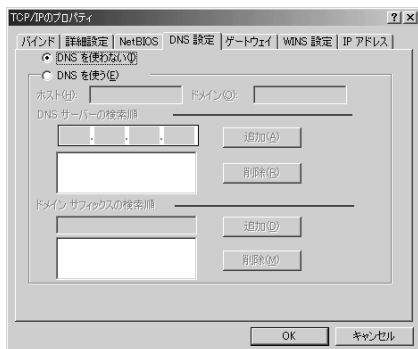 TCP/IPのプロパティ
バインド 詳細設定 NetBIOS DNS 設定 ゲートウェイ WINS 設定 IP アドレス
DNS を使わない(I)
DNS を使う(E)
ホスト(H): ドメイン(O):
DNS サーバーの検索順
追加(A)
削除(R)
ドメイン サフィックスの検索順
追加(D)
削除(M)
OK キャンセル